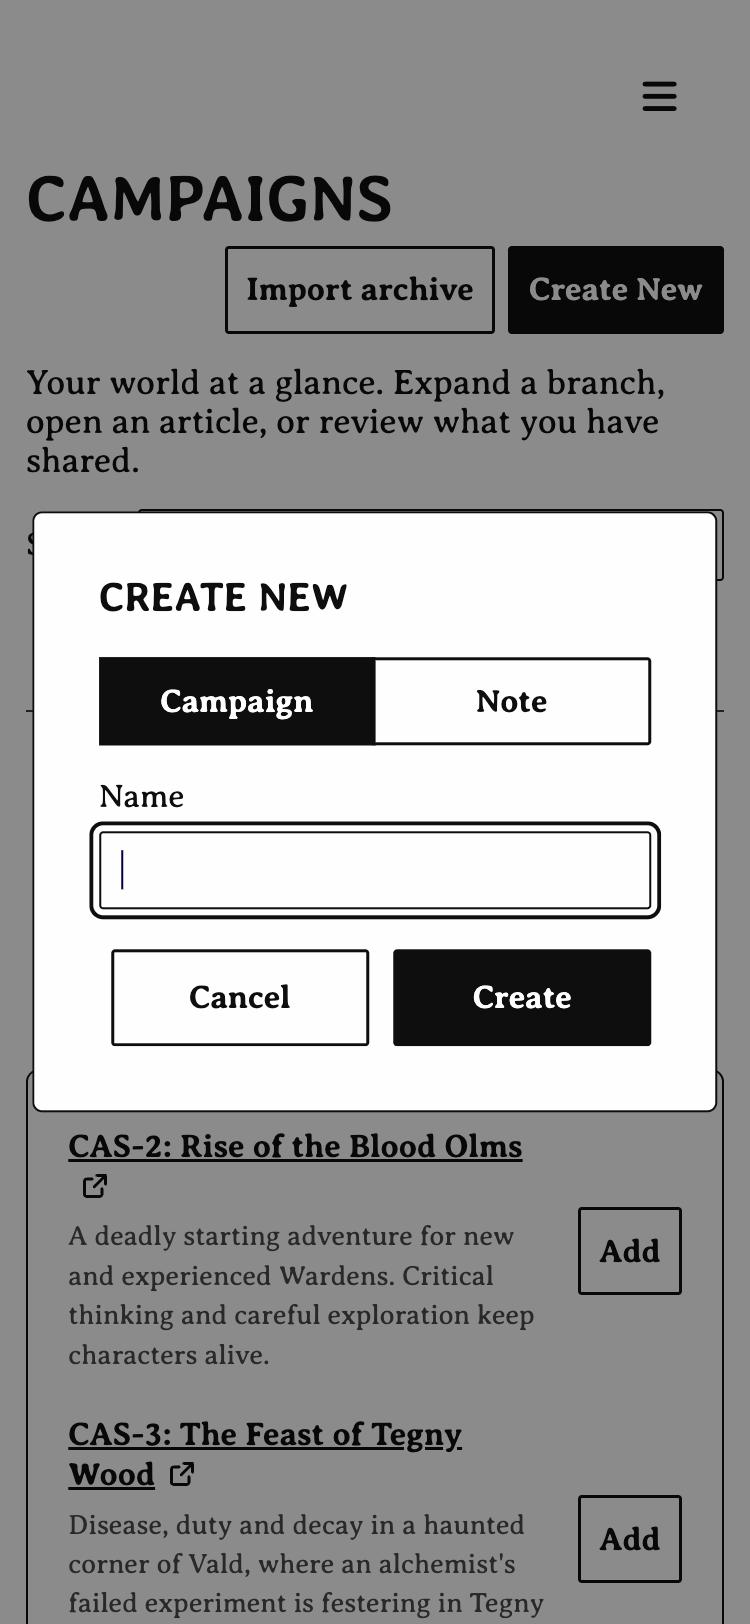 CAMPAIGNS
Import archive
Create New
Your world at a glance. Expand a branch,
open an article, or review what you have
shared.
CREATE NEW
Campaign
Note
Name
Cancel
Create
CAS-2: Rise of the Blood Olms
A deadly starting adventure for new
and experienced Wardens. Critical
thinking and careful exploration keep
characters alive.
Add
CAS-3: The Feast of Tegny
Wood
Disease, duty and decay in a haunted
corner of Vald, where an alchemist's
failed experiment is festering in Tegny
Add